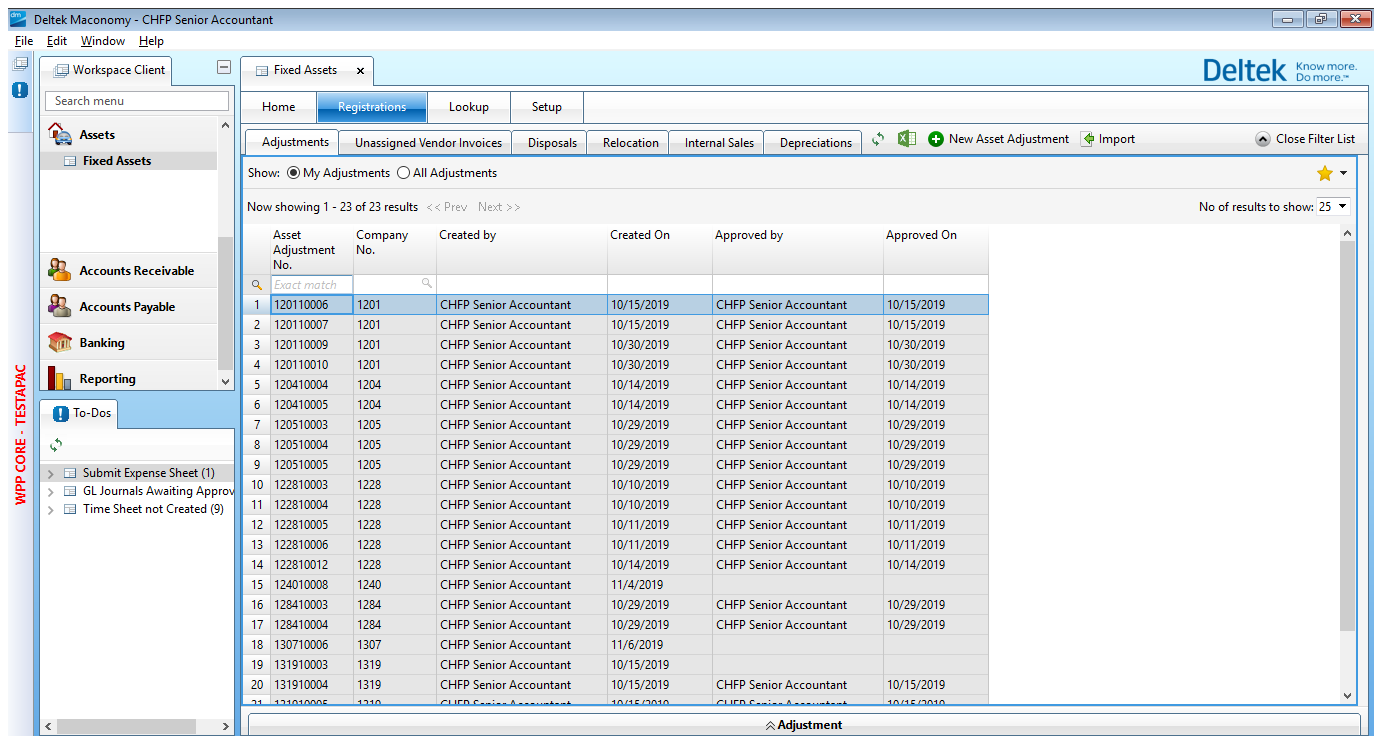 Deltek Maconomy - CHFP Senior Accountant
File Edit Window Help
Workspace Client
Search menu
Assets
Fixed Assets
Accounts Receivable
Accounts Payable
Banking
Reporting
To-Dos
Submit Expense Sheet (1)
GL Journals Awaiting Approv
Time Sheet not Created (9)
WPP CORE - TESTAPAC
Fixed Assets
Deltek Know more. Do more.™
Home Registrations Lookup Setup
Adjustments Unassigned Vendor Invoices Disposals Relocation Internal Sales Depreciations New Asset Adjustment Import Close Filter List
Show: My Adjustments All Adjustments
Now showing 1 - 23 of 23 results << Prev Next >> No of results to show: 25
Asset Adjustment No. Company No. Created by Created On Approved by Approved On
Exact match
1 120110006 1201 CHFP Senior Accountant 10/15/2019 CHFP Senior Accountant 10/15/2019
2 120110007 1201 CHFP Senior Accountant 10/15/2019 CHFP Senior Accountant 10/15/2019
3 120110009 1201 CHFP Senior Accountant 10/30/2019 CHFP Senior Accountant 10/30/2019
4 120110010 1201 CHFP Senior Accountant 10/30/2019 CHFP Senior Accountant 10/30/2019
5 120410004 1204 CHFP Senior Accountant 10/14/2019 CHFP Senior Accountant 10/14/2019
6 120410005 1204 CHFP Senior Accountant 10/14/2019 CHFP Senior Accountant 10/14/2019
7 120510003 1205 CHFP Senior Accountant 10/29/2019 CHFP Senior Accountant 10/29/2019
8 120510004 1205 CHFP Senior Accountant 10/29/2019 CHFP Senior Accountant 10/29/2019
9 120510005 1205 CHFP Senior Accountant 10/29/2019 CHFP Senior Accountant 10/29/2019
10 122810003 1228 CHFP Senior Accountant 10/10/2019 CHFP Senior Accountant 10/10/2019
11 122810004 1228 CHFP Senior Accountant 10/10/2019 CHFP Senior Accountant 10/10/2019
12 122810005 1228 CHFP Senior Accountant 10/11/2019 CHFP Senior Accountant 10/11/2019
13 122810006 1228 CHFP Senior Accountant 10/11/2019 CHFP Senior Accountant 10/11/2019
14 122810012 1228 CHFP Senior Accountant 10/14/2019 CHFP Senior Accountant 10/14/2019
15 124010008 1240 CHFP Senior Accountant 11/4/2019
16 128410003 1284 CHFP Senior Accountant 10/29/2019 CHFP Senior Accountant 10/29/2019
17 128410004 1284 CHFP Senior Accountant 10/29/2019 CHFP Senior Accountant 10/29/2019
18 130710006 1307 CHFP Senior Accountant 11/6/2019
19 131910003 1319 CHFP Senior Accountant 10/15/2019
20 131910004 1319 CHFP Senior Accountant 10/15/2019 CHFP Senior Accountant 10/15/2019
Adjustment